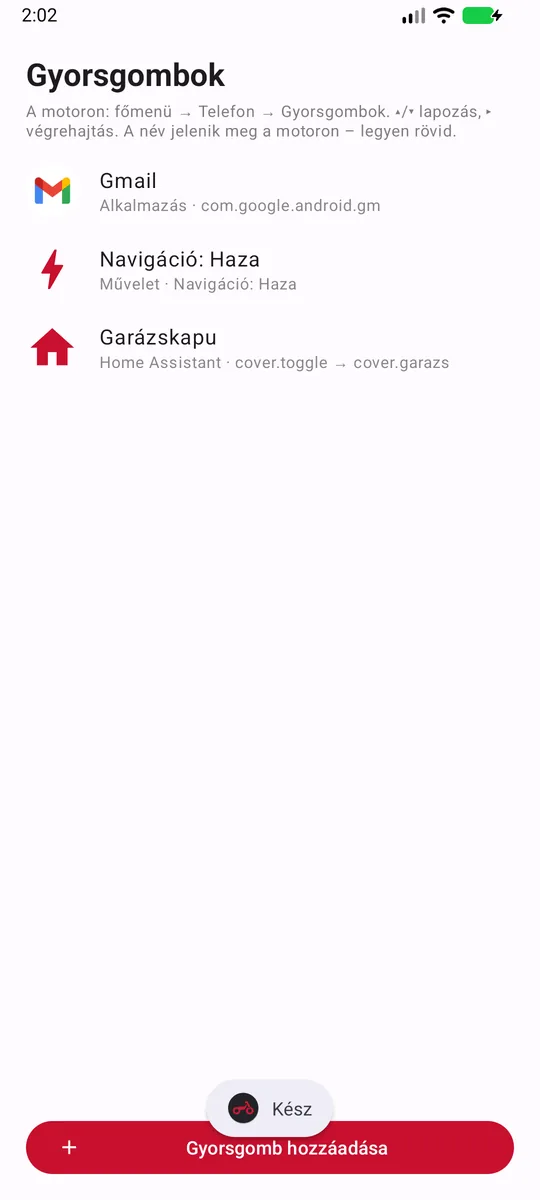 2:02
Gyorsgombok
A motoron: főmenü → Telefon → Gyorsgombok. ▴/▾ lapozás, ▸
végrehajtás. A név jelenik meg a motoron – legyen rövid.
Gmail
Alkalmazás · com.google.android.gm
Navigáció: Haza
Művelet · Navigáció: Haza
Garázskapu
Home Assistant · cover.toggle → cover.garazs
Kész
+ Gyorsgomb hozzáadása